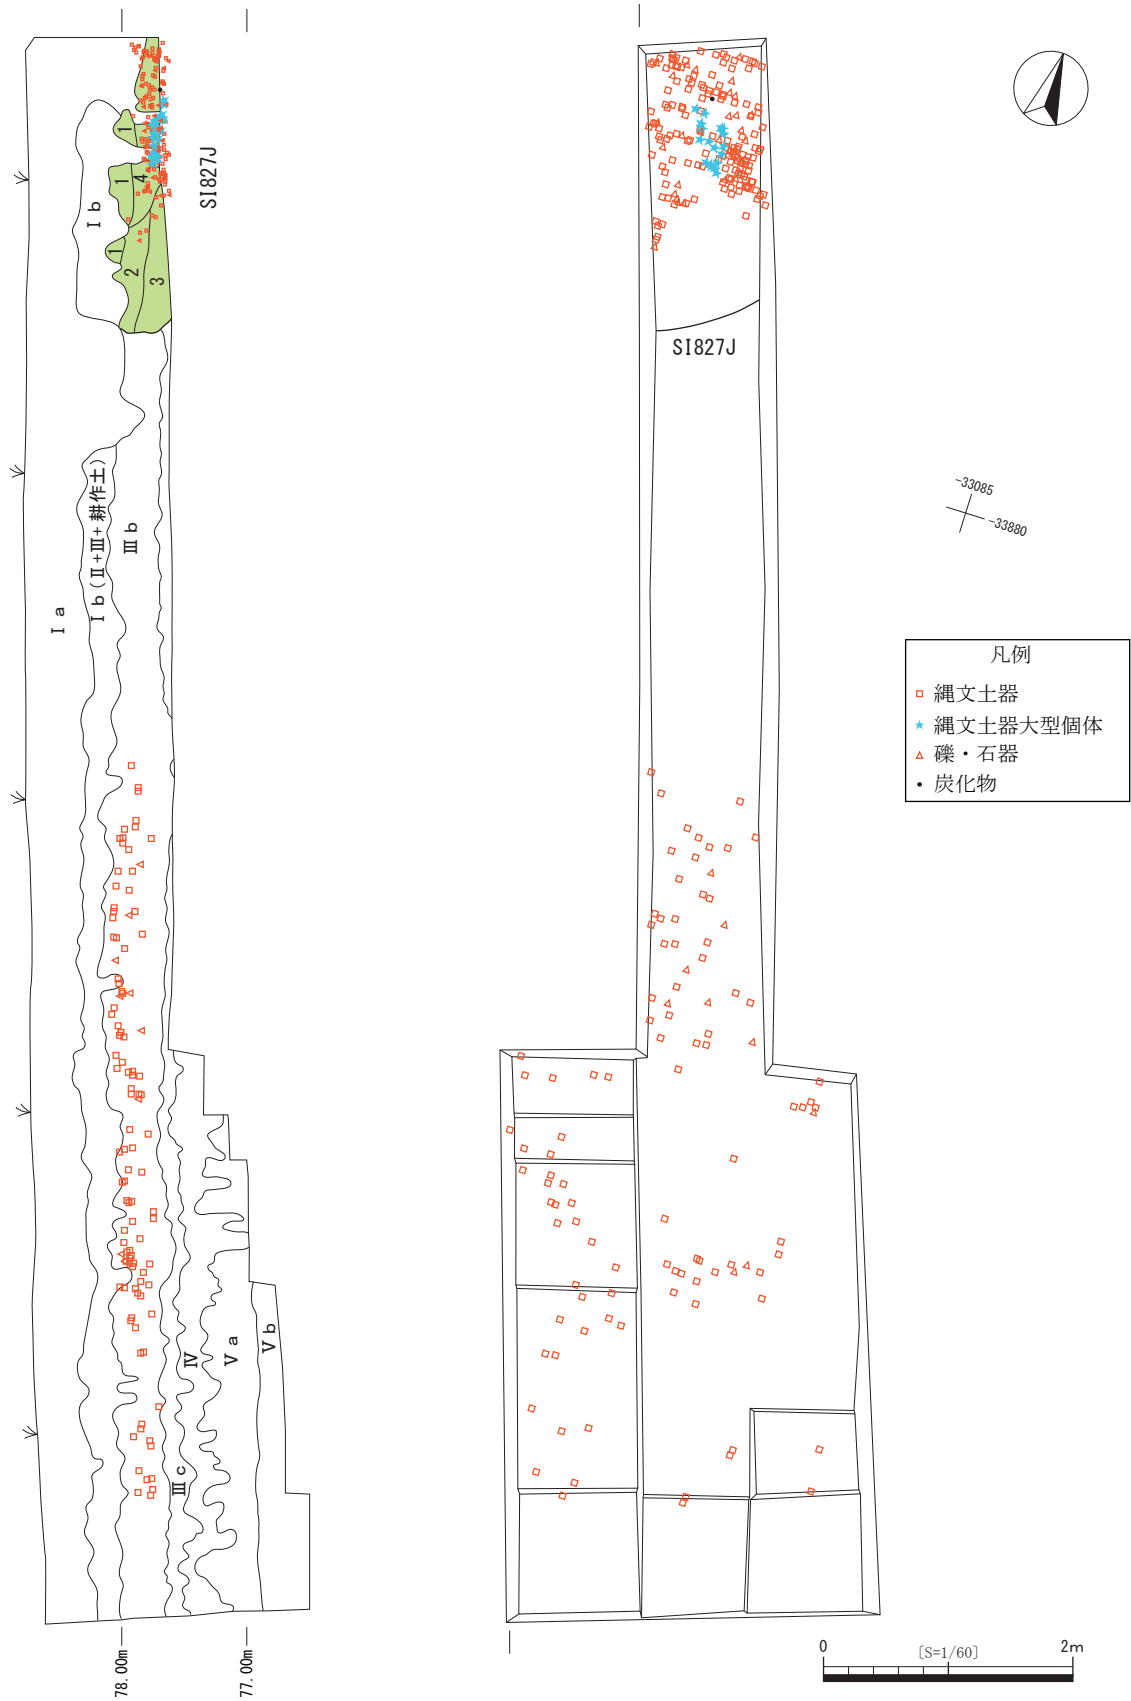 SI827J
1
1
4
Ⅰb
1
2
3
SI827J
Ⅰb(Ⅱ+Ⅲ+耕作土)
Ⅲb
Ⅰa
-33085
-33880
凡例
縄文土器
縄文土器大型個体
礫・石器
炭化物
Ⅳ
Ⅴa
Ⅴb
Ⅲc
78.00m
77.00m
0
〔S=1/60〕
2m